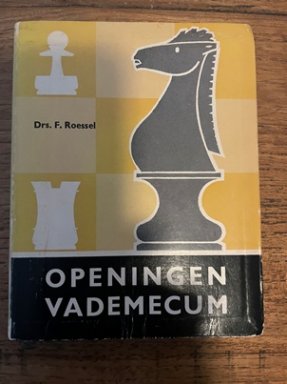 Drs. F. Roessel
OPENINGEN
VADEMECUM